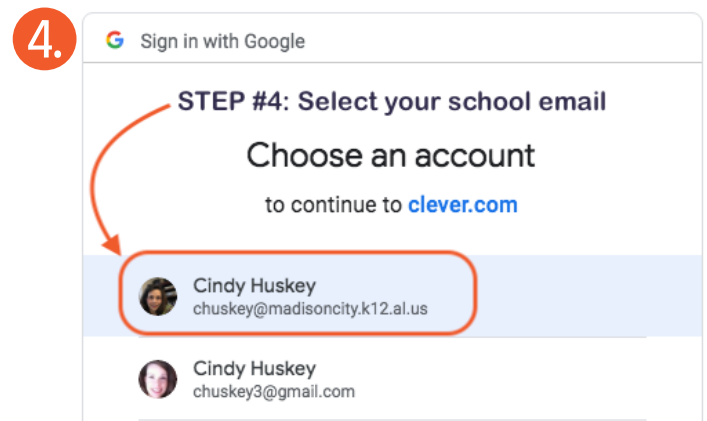 4.
Sign in with Google
STEP #4: Select your school email
Choose an account
to continue to clever.com
Cindy Huskey
chuskey@madisoncity.k12.al.us
Cindy Huskey
chuskey3@gmail.com